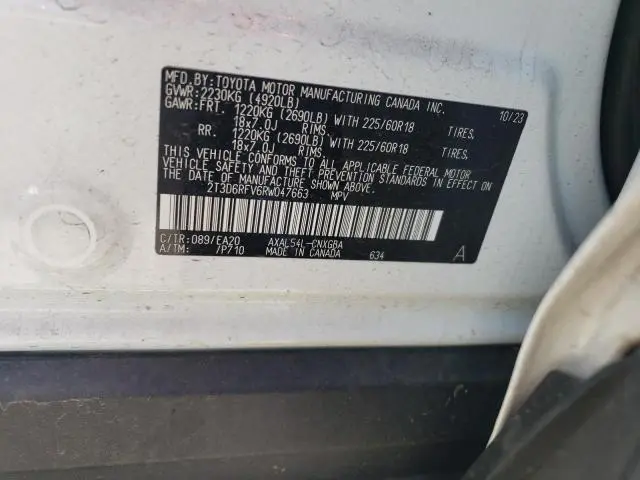 MFD.BY:TOYOTA MOTOR MANUFACTURING CANADA INC. 10/23
GVWR:2230KG (4920LB)
GAWR:FRT. 1220KG (2690LB) WITH 225/60R18 TIRES,
18x7.0J RIMS.
RR. 1220KG (2690LB) WITH 225/60R18 TIRES,
18x7.0J RIMS.
THIS VEHICLE CONFORMS TO ALL APPLICABLE FEDERAL MOTOR
VEHICLE SAFETY AND THEFT PREVENTION STANDARDS IN EFFECT
ON THE DATE OF MANUFACTURE SHOWN ABOVE.
2T3D6RFV6RW047663 MPV
C/TR:089/EA20 AXAL54L-CNXGBA A
A/TM: /P710 MADE IN CANADA 634